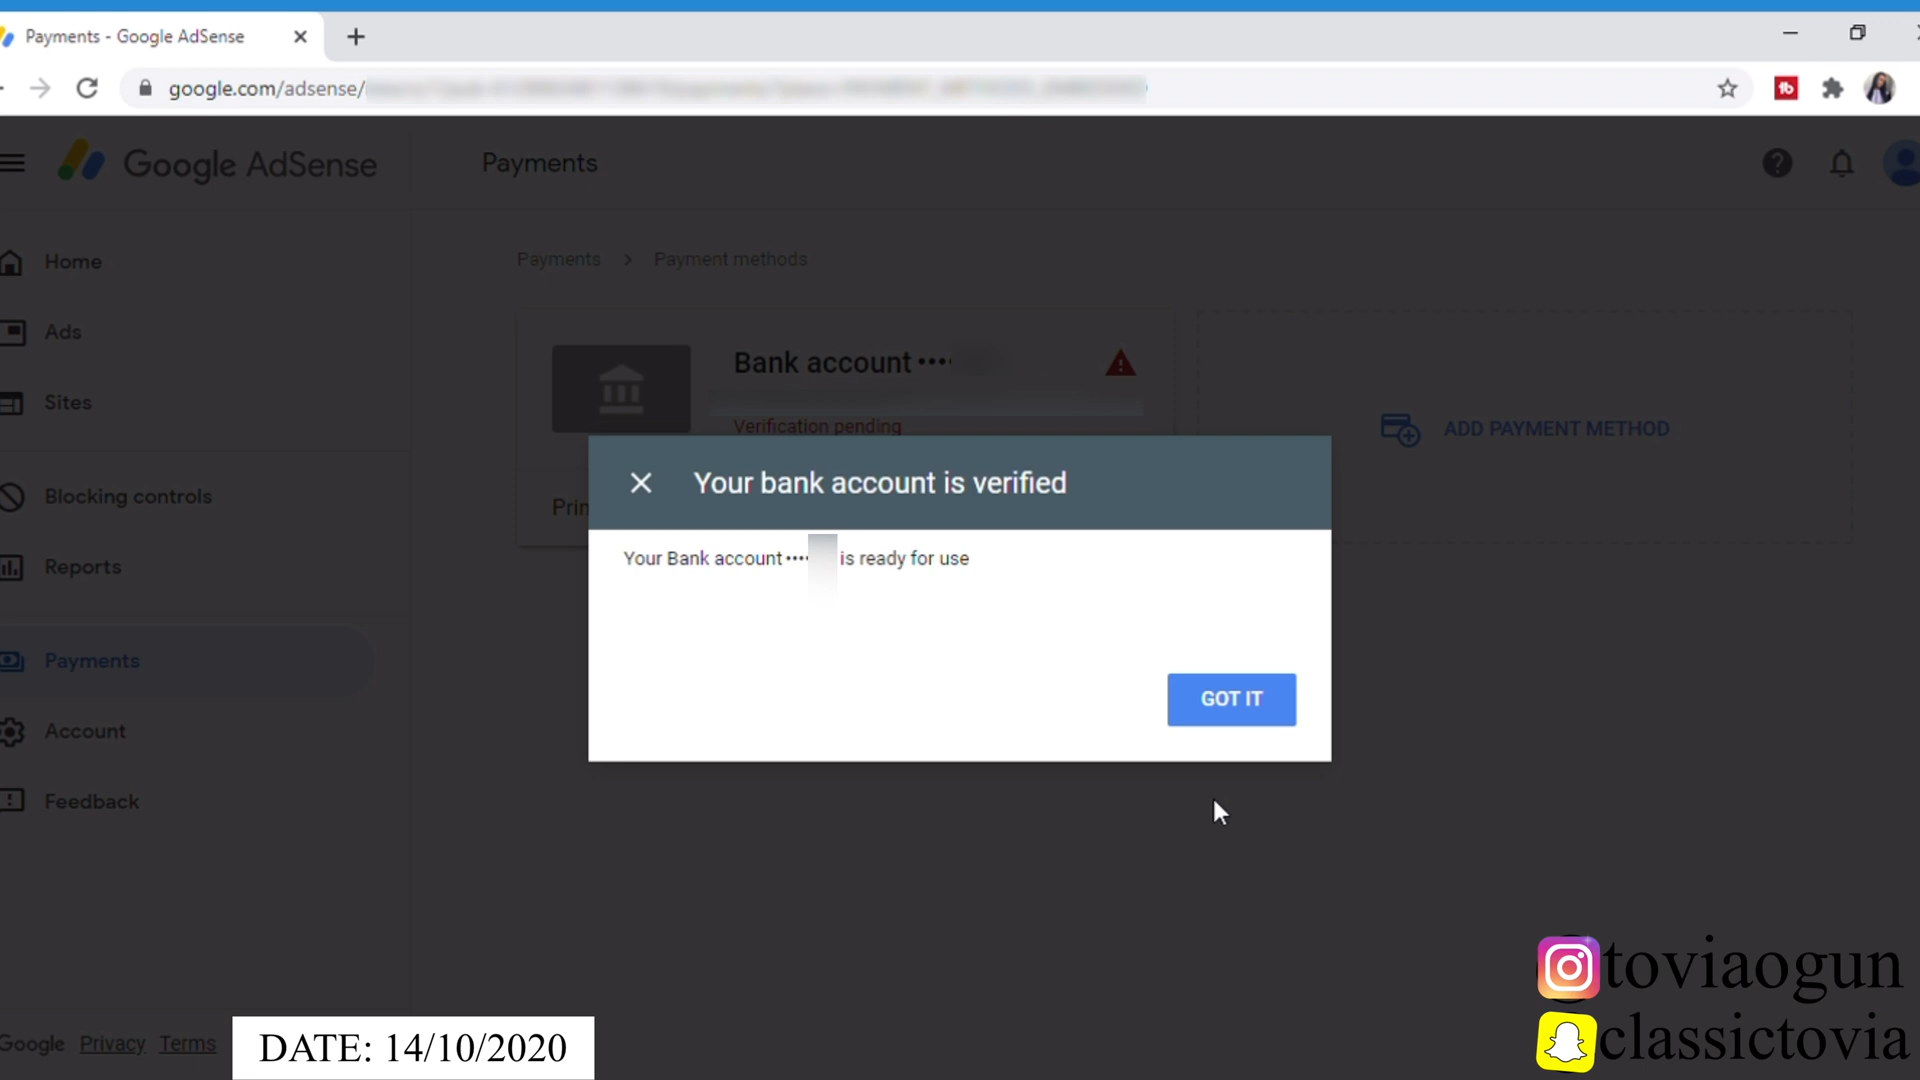 Payments - Google AdSense
google.com/adsense/
Google AdSense
Payments
Home
Ads
Sites
Blocking controls
Reports
Payments
Account
Feedback
Payments > Payment methods
Bank account ••••
Verification pending
ADD PAYMENT METHOD
Your bank account is verified
Your Bank account •••• is ready for use
GOT IT
Google Privacy Terms
DATE: 14/10/2020
toviaogun
classictovia